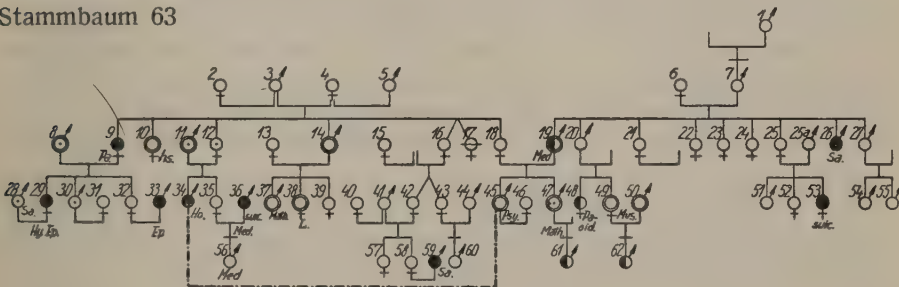 Stammbaum 63
1
2 3 4 5 6 7
8 9 10 11 12 13 14 15 16 17 18 19 20 21 22 23 24 25 25a 26 27
Pa. hs. Med Sa.
28 29 30 31 32 33 34 35 36 37 38 39 40 41 42 43 44 45 46 47 48 49 50 51 52 53 54 55
Sa. Ho. suic. Math. L. Psy. Pa- Mus. suic.
Hy. Ep. Ep. Med. Math. oid.
56 57 58 59 60 61 62
Med Sa.